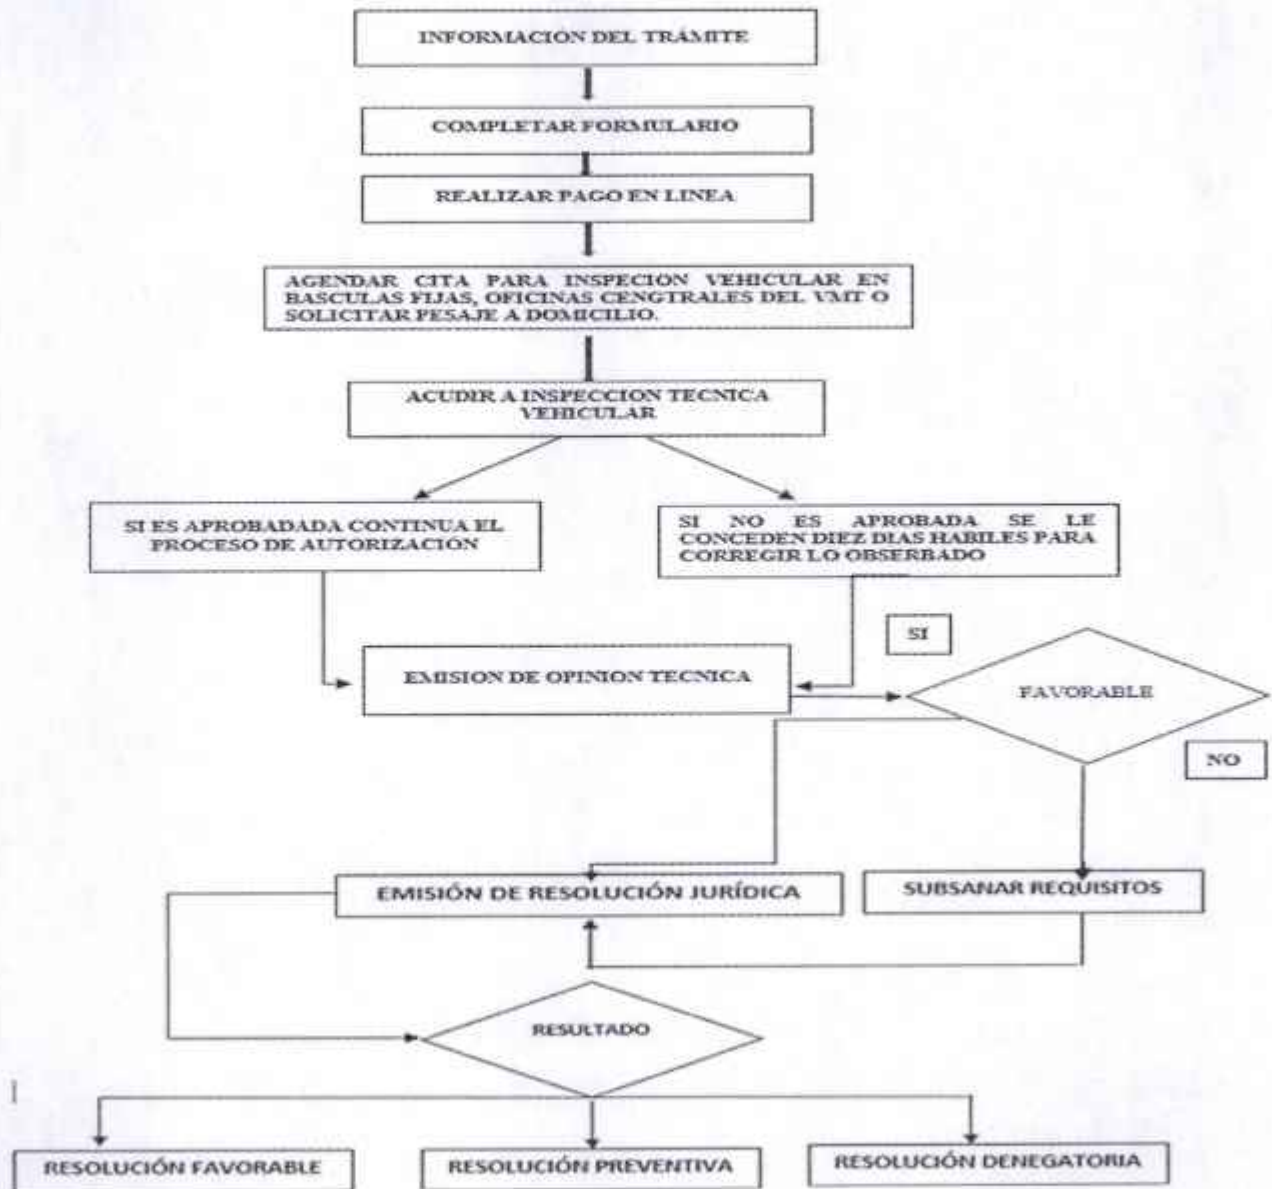 INFORMACIÓN DEL TRÁMITE
COMPLETAR FORMULARIO
REALIZAR PAGO EN LINEA
AGENDAR CITA PARA INSPECION VEHICULAR EN
BASCULAS FIJAS, OFICINAS CENGTRALES DEL VMT O
SOLICITAR PESAJE A DOMICILIO.
ACUDIR A INSPECCION TECNICA
VEHICULAR
SI ES APROBADADA CONTINUA EL
PROCESO DE AUTORIZACIÓN
SI NO ES APROBADA SE LE
CONCEDEN DIEZ DIAS HABILES PARA
CORREGIR LO OBSERBADO
SI
EMISION DE OPINION TECNICA
FAVORABLE
NO
EMISIÓN DE RESOLUCIÓN JURÍDICA
SUBSANAR REQUISITOS
RESULTADO
RESOLUCIÓN FAVORABLE
RESOLUCIÓN PREVENTIVA
RESOLUCIÓN DENEGATORIA